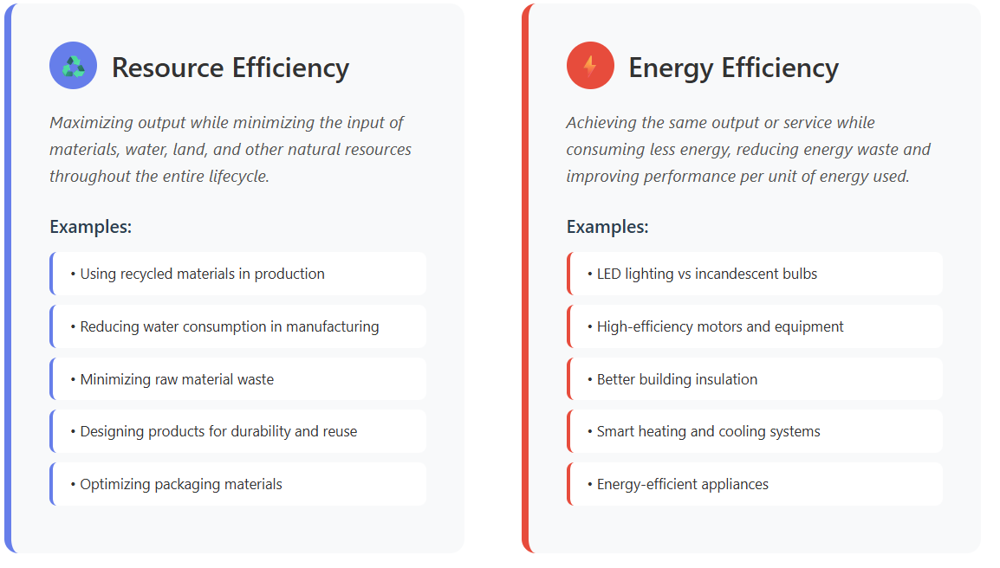 Resource Efficiency
Maximizing output while minimizing the input of
materials, water, land, and other natural resources
throughout the entire lifecycle.
Examples:
• Using recycled materials in production
• Reducing water consumption in manufacturing
• Minimizing raw material waste
• Designing products for durability and reuse
• Optimizing packaging materials
Energy Efficiency
Achieving the same output or service while
consuming less energy, reducing energy waste and
improving performance per unit of energy used.
Examples:
• LED lighting vs incandescent bulbs
• High-efficiency motors and equipment
• Better building insulation
• Smart heating and cooling systems
• Energy-efficient appliances